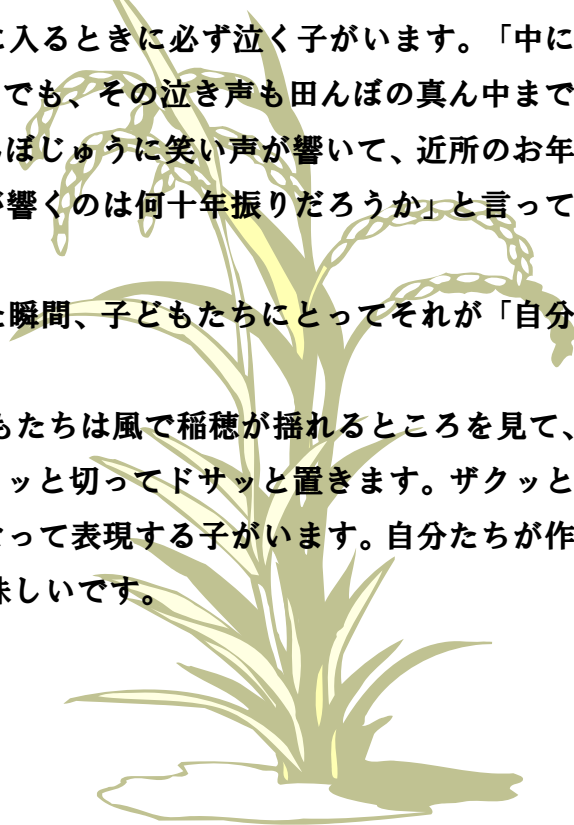 に入るときに必ず泣く子がいます。「中に
でも、その泣き声も田んぼの真ん中まで
ぼじゅうに笑い声が響いて、近所のお年
が響くのは何十年振りだろうか」と言って
た瞬間、子どもたちにとってそれが「自分
もたちは風で稲穂が揺れるところを見て、
ッと切ってドサッと置きます。ザクッと
なって表現する子がいます。自分たちが作
味しいです。